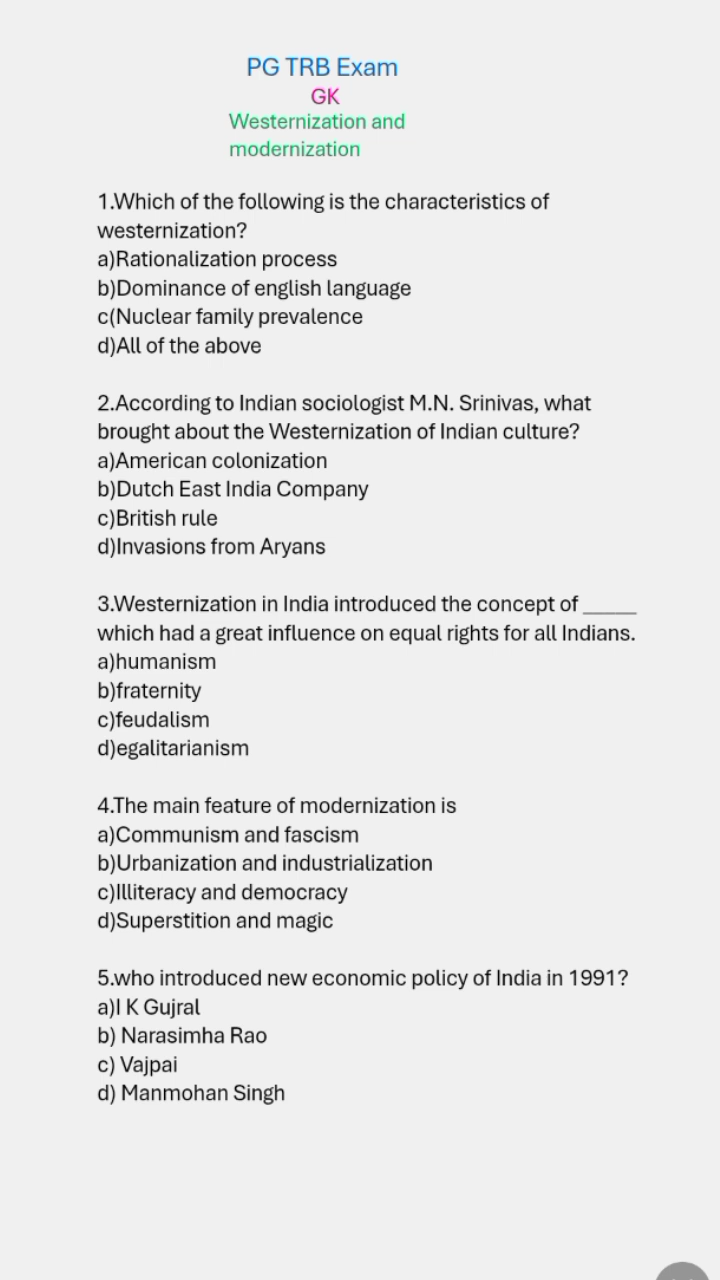 PG TRB Exam
GK
Westernization and
modernization
1.Which of the following is the characteristics of
westernization?
a)Rationalization process
b)Dominance of english language
c(Nuclear family prevalence
d)All of the above
2.According to Indian sociologist M.N. Srinivas, what
brought about the Westernization of Indian culture?
a)American colonization
b)Dutch East India Company
c)British rule
d)Invasions from Aryans
3.Westernization in India introduced the concept of _____
which had a great influence on equal rights for all Indians.
a)humanism
b)fraternity
c)feudalism
d)egalitarianism
4.The main feature of modernization is
a)Communism and fascism
b)Urbanization and industrialization
c)Illiteracy and democracy
d)Superstition and magic
5.who introduced new economic policy of India in 1991?
a)I K Gujral
b) Narasimha Rao
c) Vajpai
d) Manmohan Singh